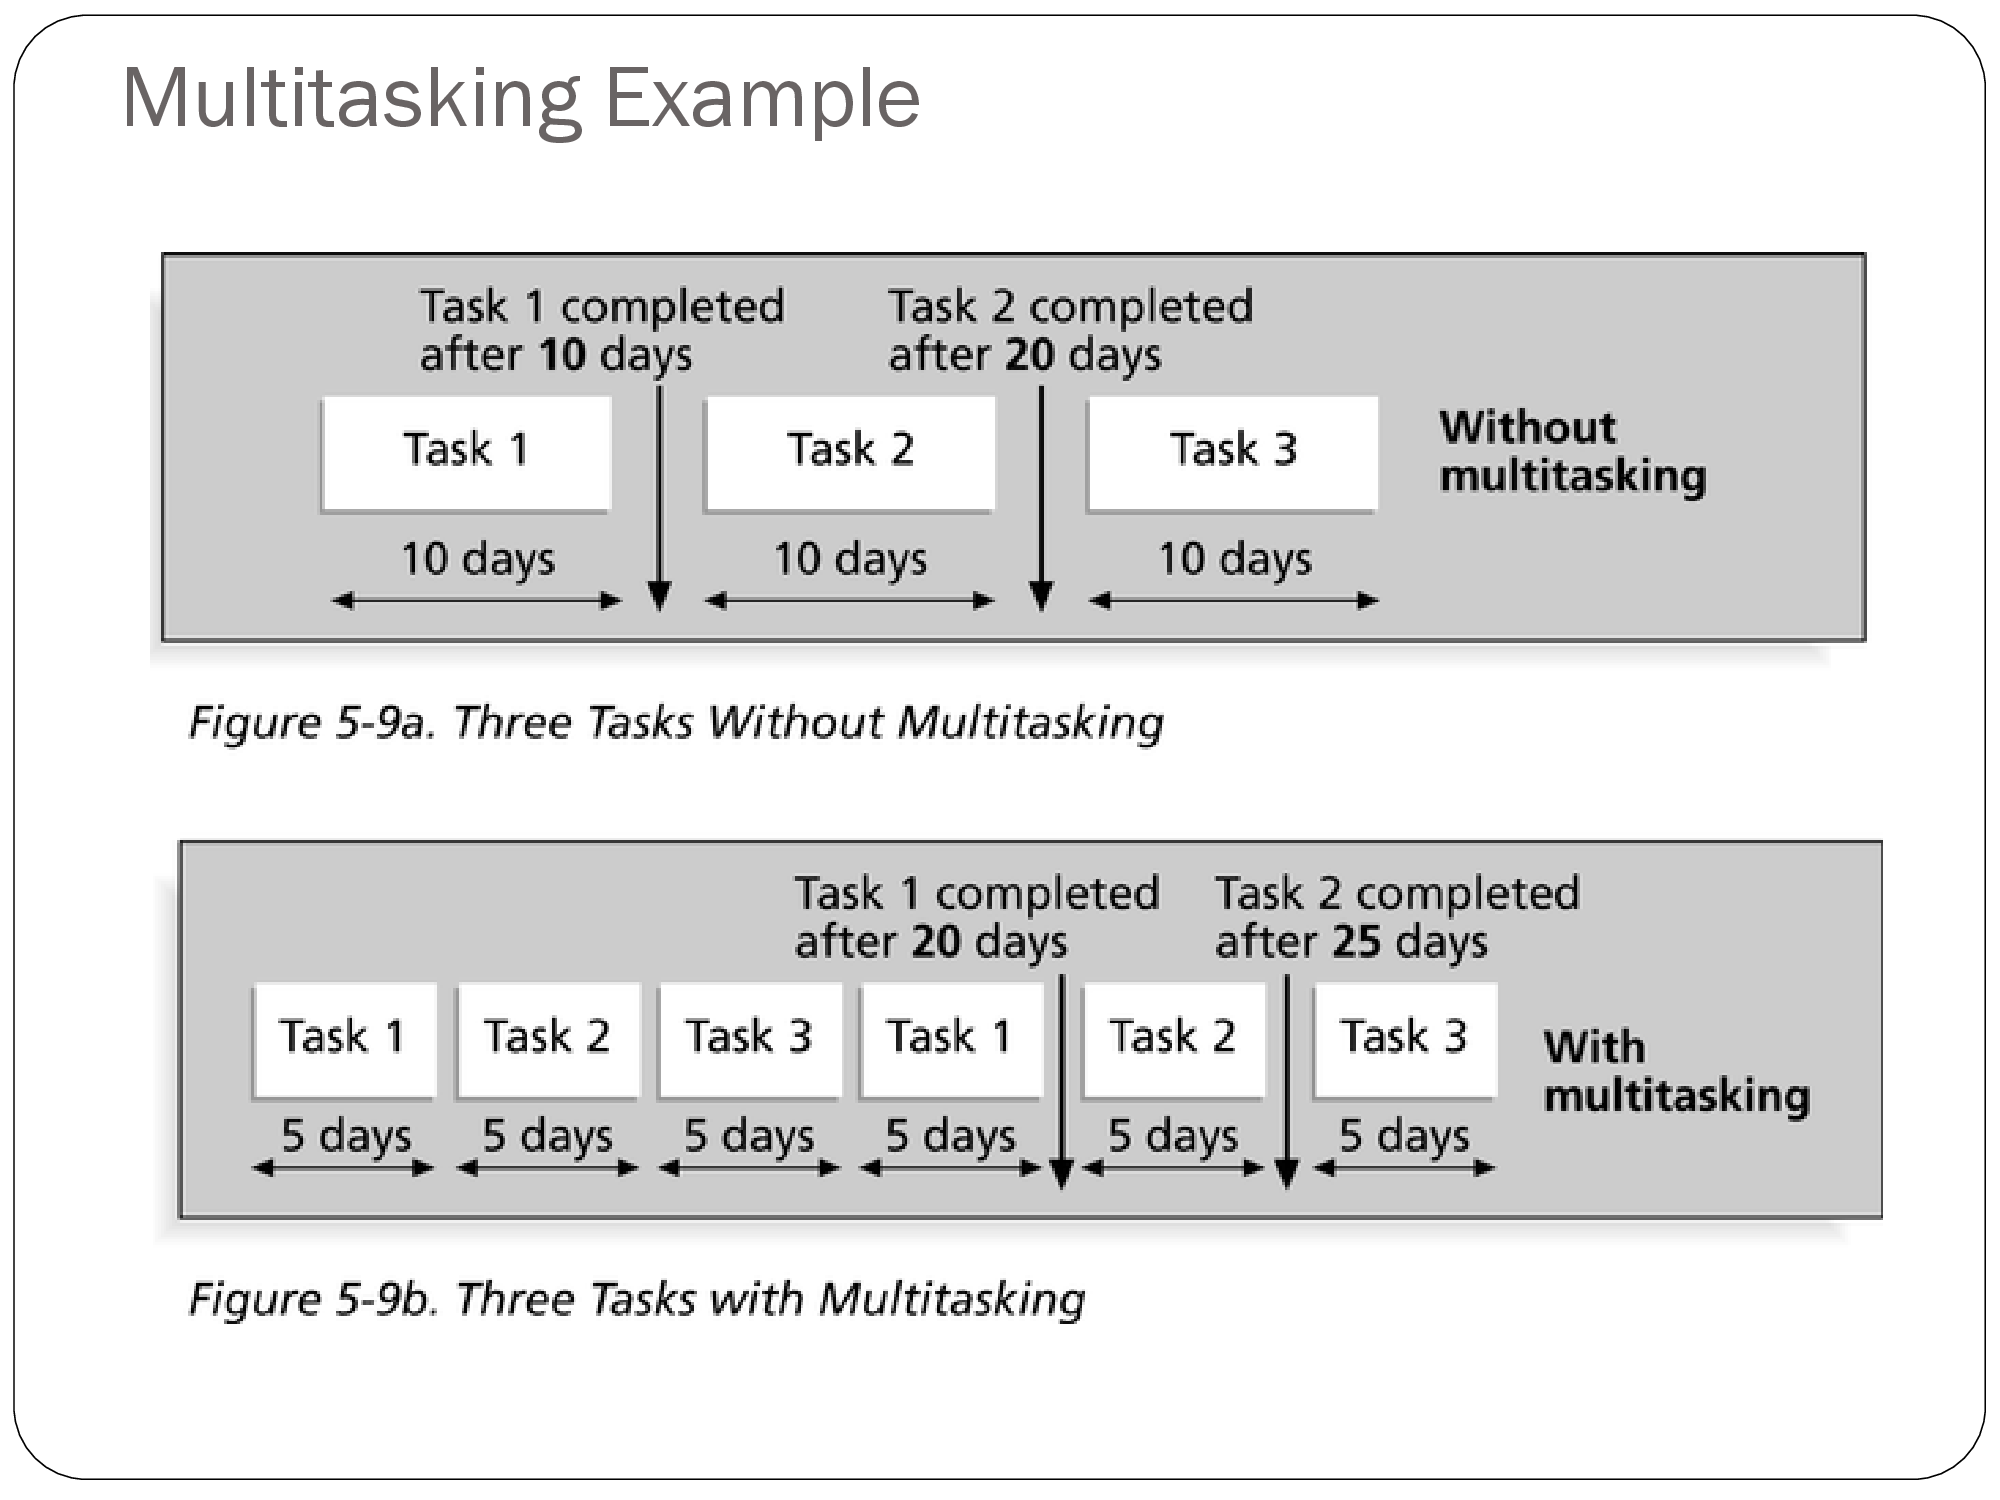 Multitasking Example
Task 1 completed
after 10 days
Task 2 completed
after 20 days
Task 1
Task 2
Task 3
Without
multitasking
10 days
10 days
10 days
Figure 5-9a. Three Tasks Without Multitasking
Task 1 completed
after 20 days
Task 2 completed
after 25 days
Task 1
Task 2
Task 3
Task 1
Task 2
Task 3
With
multitasking
5 days
5 days
5 days
5 days
5 days
5 days
Figure 5-9b. Three Tasks with Multitasking